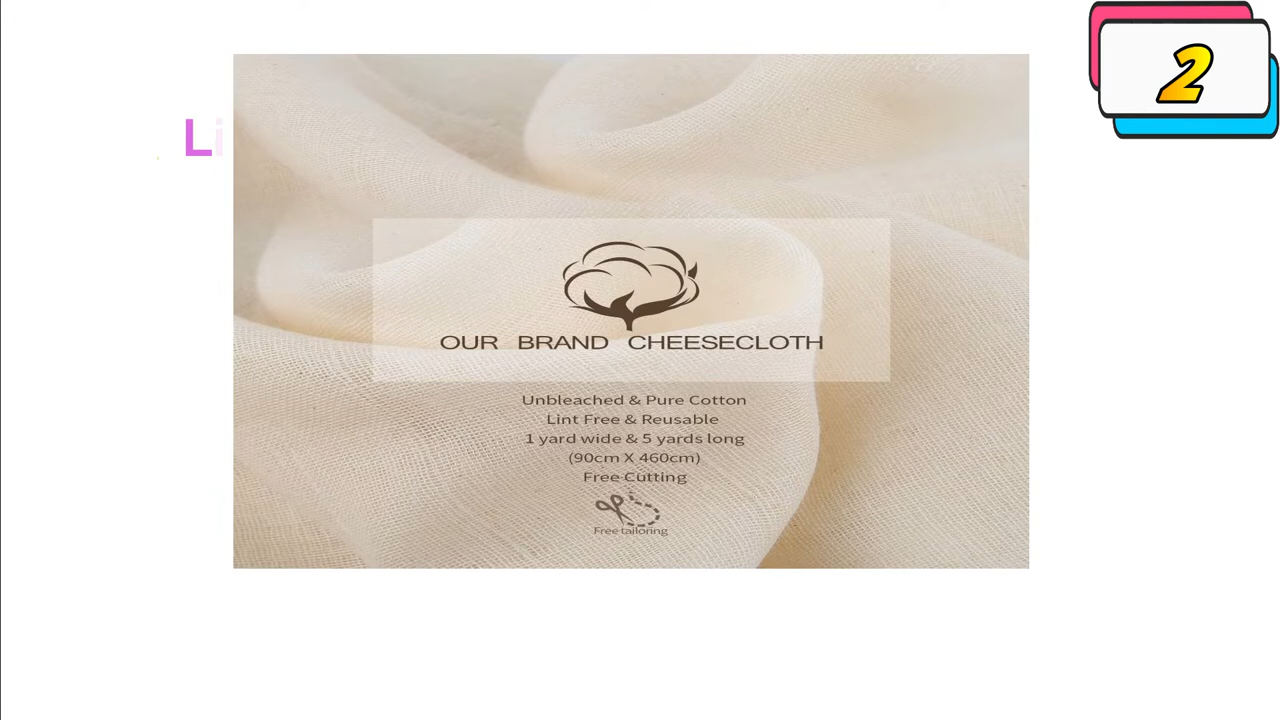 2
Li
OUR BRAND CHEESECLOTH
Unbleached & Pure Cotton
Lint Free & Reusable
1 yard wide & 5 yards long
(90cm X 460cm)
Free Cutting
Free tailoring